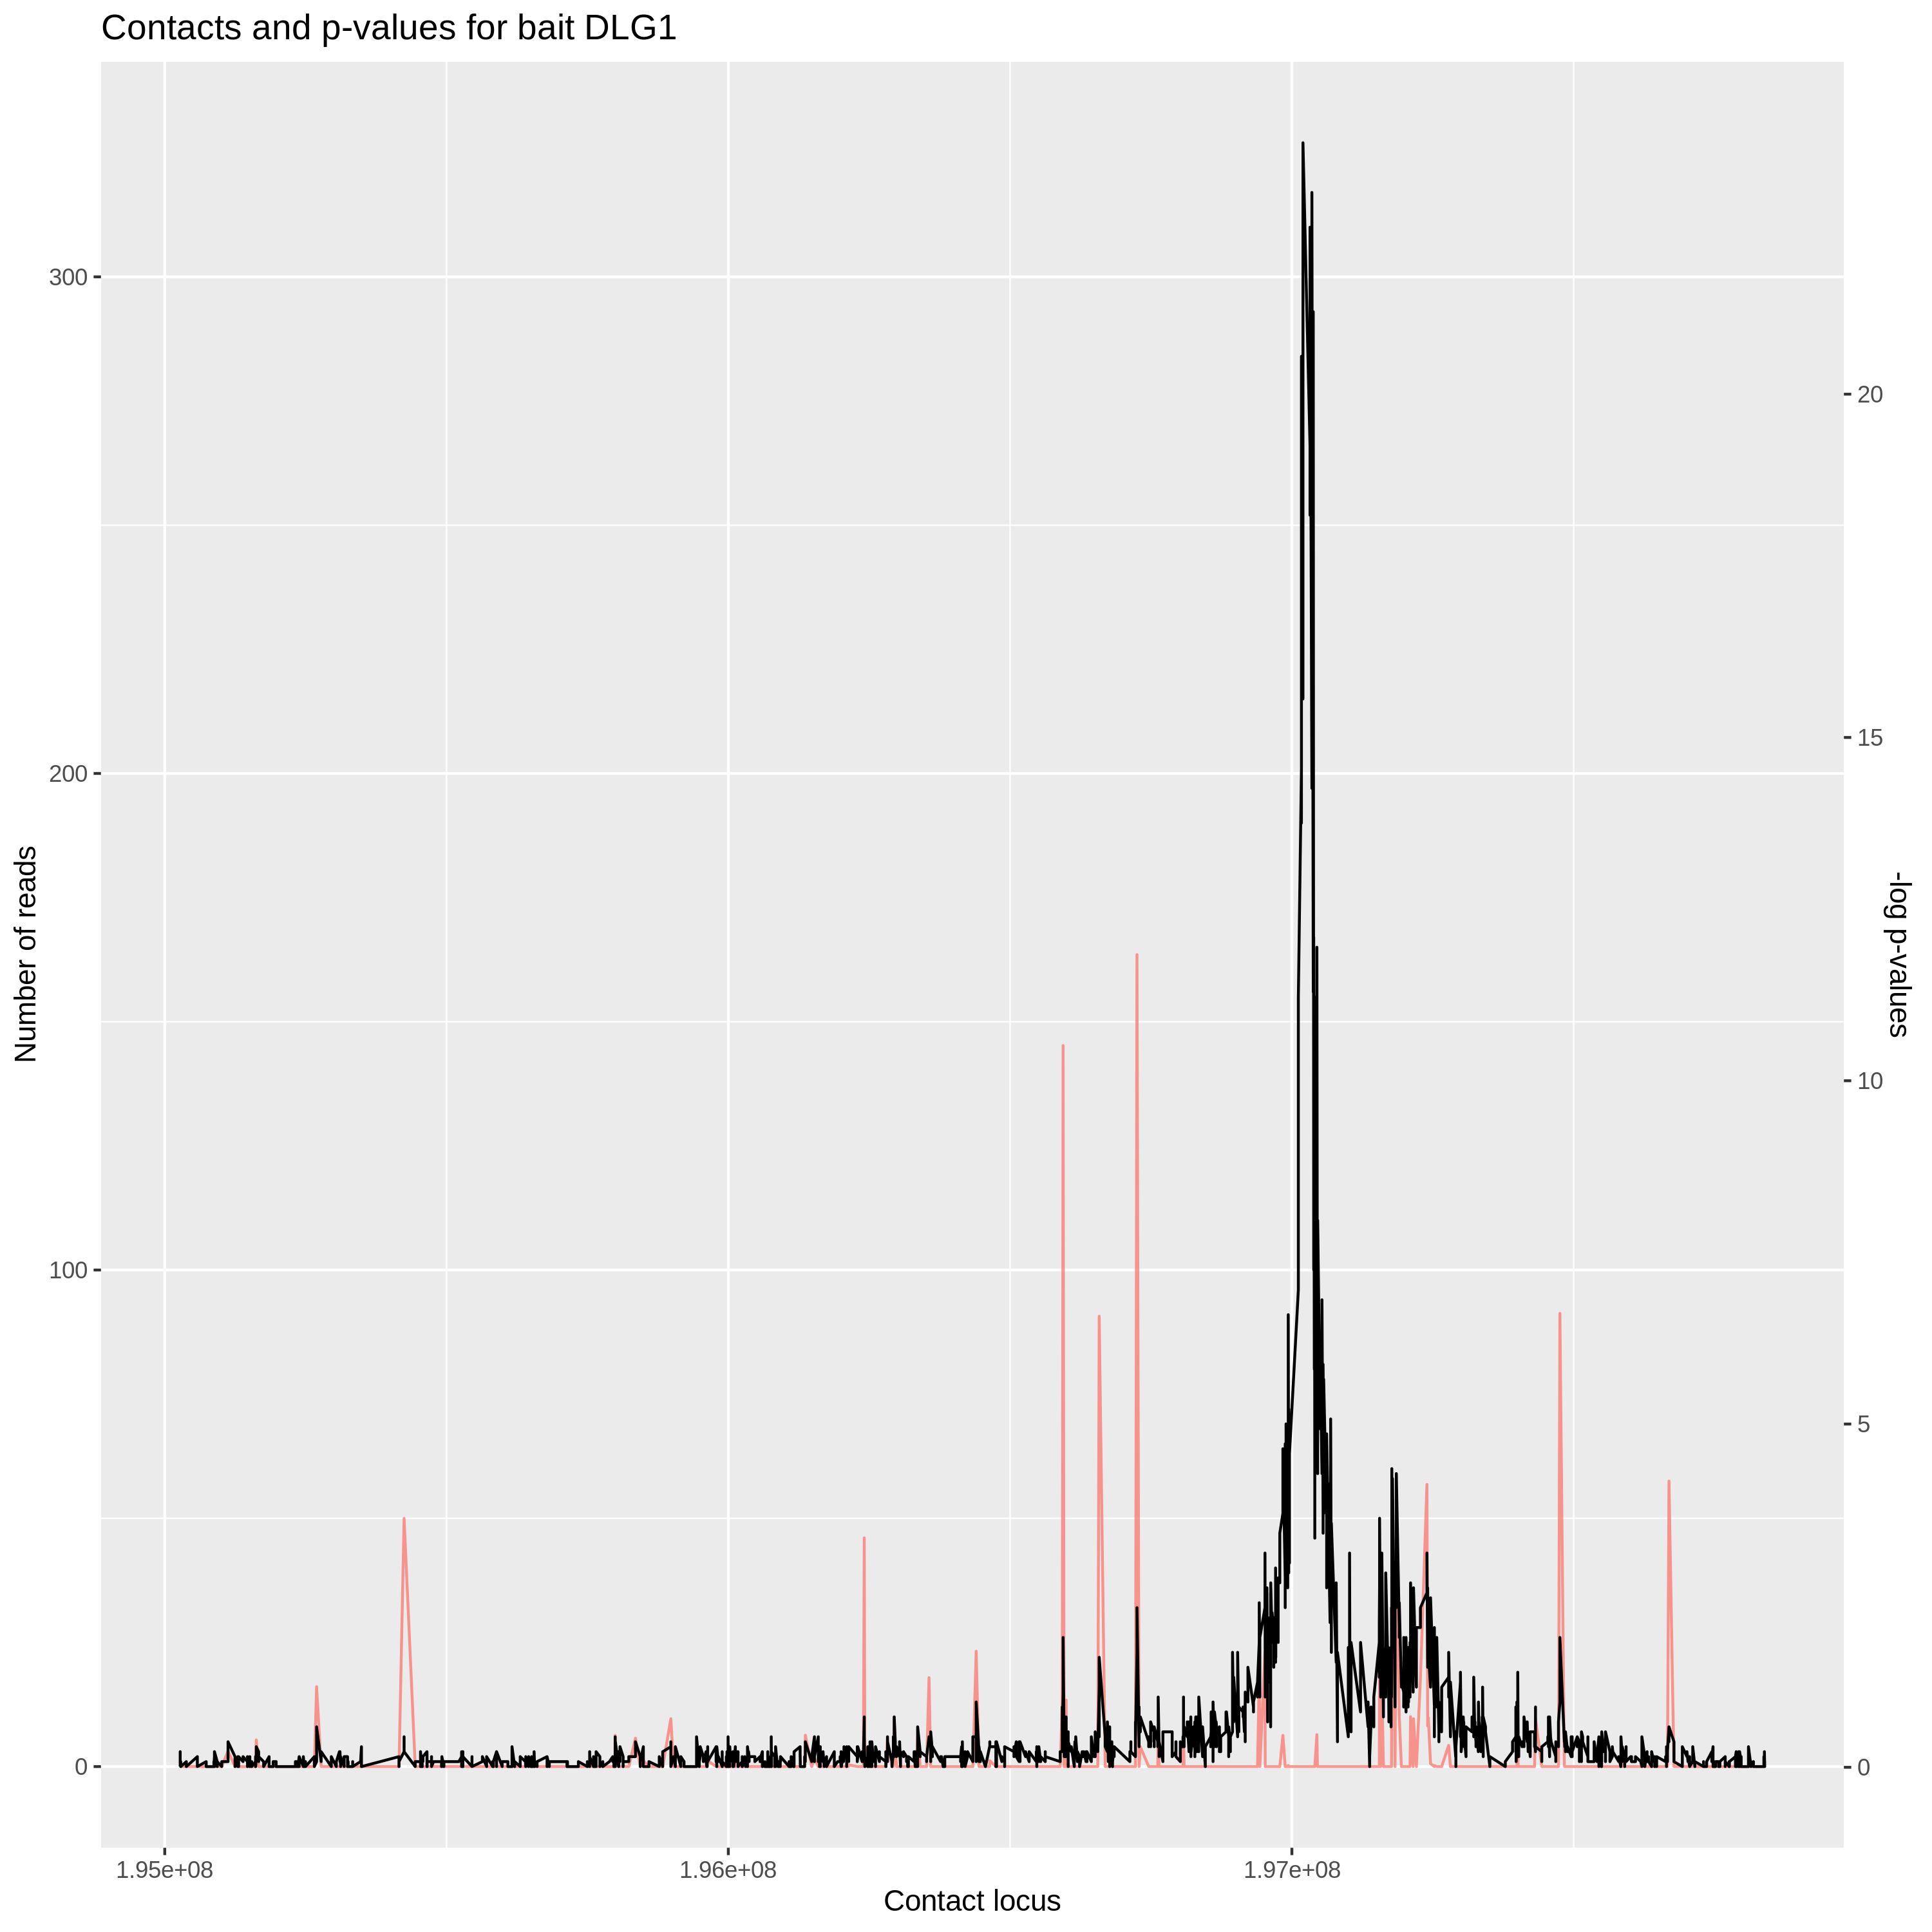 Contacts and p-values for bait DLG1
300
200
100
0
Number of reads
20
15
10
5
0
-log p-values
1.95e+08 1.96e+08 1.97e+08
Contact locus